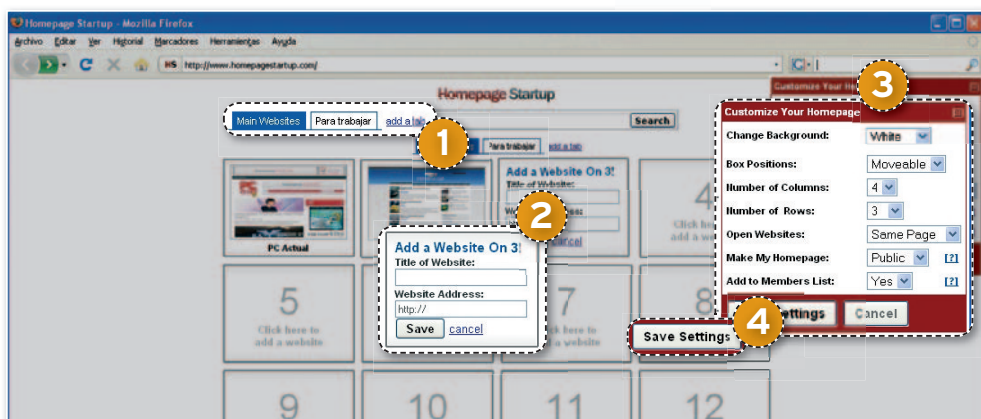 Homepage Startup - Mozilla Firefox
Archivo Editar Ver Historial Marcadores Herramientas Ayuda
HS http://www.homepagestartup.com/
G
Homepage Startup
Main Websites Para trabajar add a tab
Search
1
Para trabajar add a tab
PC Actual
Add a Website On 3!
Title of Website:
cancel
2
Add a Website On 3!
Title of Website:
Website Address:
http://
Save cancel
4
5
Click here to
add a website
7
Click here to
add a website
8
9
10
11
12
Customize Your
3
Customize Your Homepage
Change Background: White
Box Positions: Moveable
Number of Columns: 4
Number of Rows: 3
Open Websites: Same Page
Make My Homepage: Public [?]
Add to Members List: Yes [?]
Settings Cancel
Save Settings
4